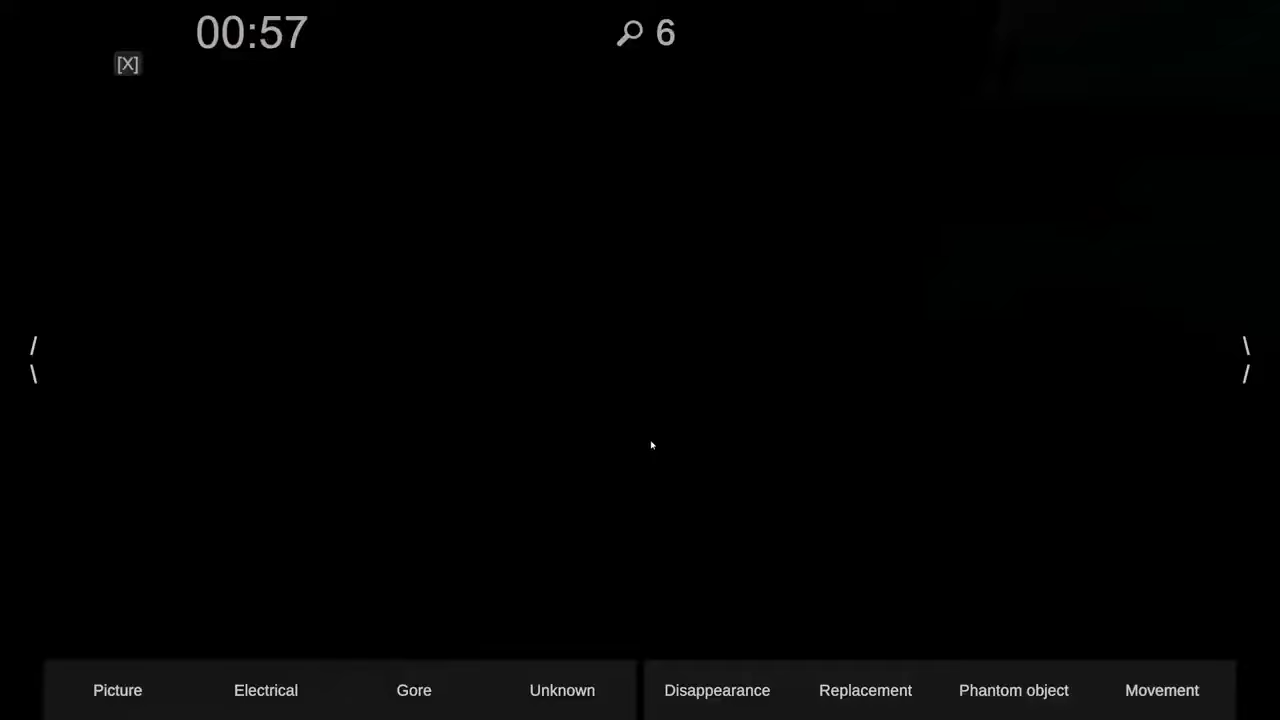 00:57
6
[X]
Picture
Electrical
Gore
Unknown
Disappearance
Replacement
Phantom object
Movement